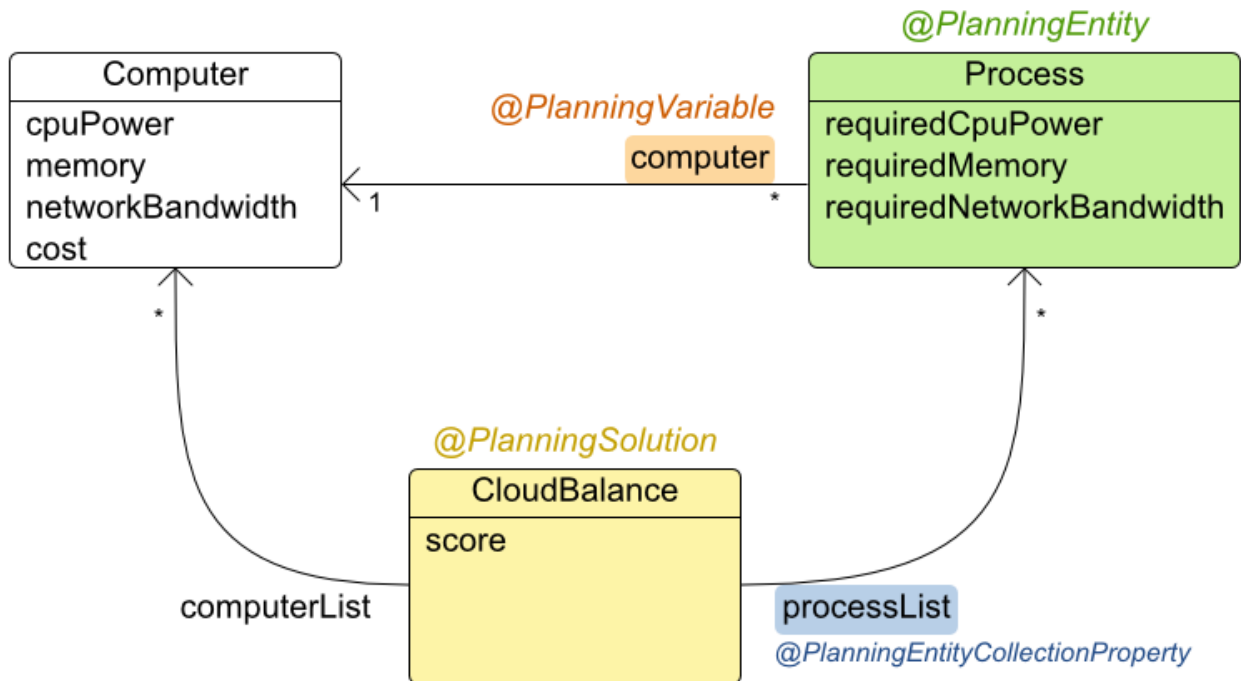 @PlanningEntity
Computer
cpuPower
memory
networkBandwidth
cost
@PlanningVariable
computer
1
*
Process
requiredCpuPower
requiredMemory
requiredNetworkBandwidth
*
*
@PlanningSolution
CloudBalance
score
computerList
processList
@PlanningEntityCollectionProperty